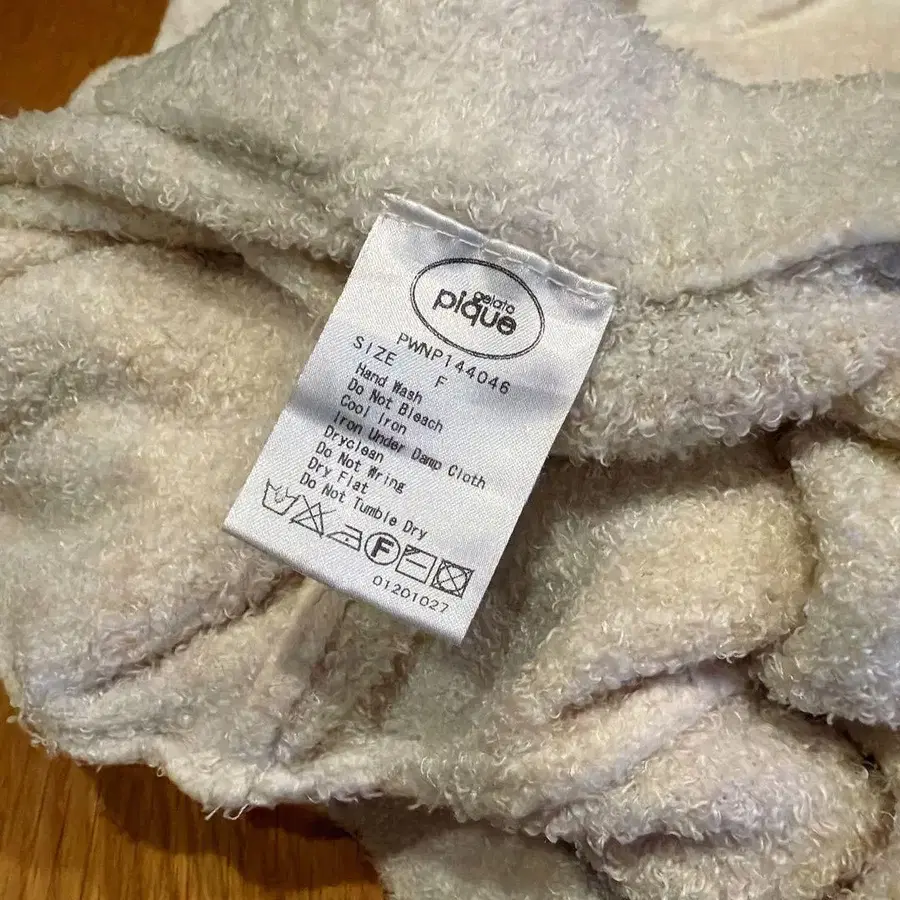 gelato
pique
PWNP144046
SIZE F
Hand Wash
Do Not Bleach
Cool Iron
Iron Under Damp Cloth
Dryclean
Do Not Wring
Dry Flat
Do Not Tumble Dry
F
01201027